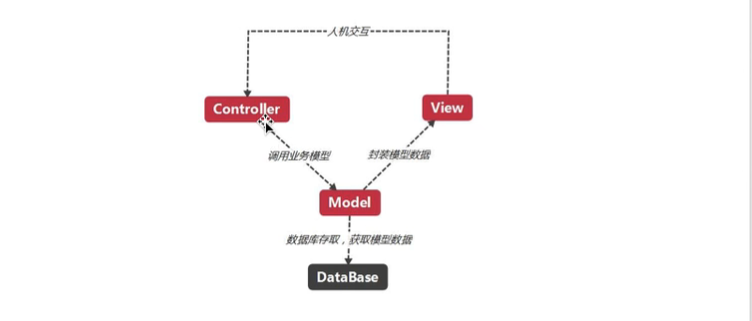 人机交互
Controller
View
调用业务模型
封装模型数据
Model
数据库存取，获取模型数据
DataBase